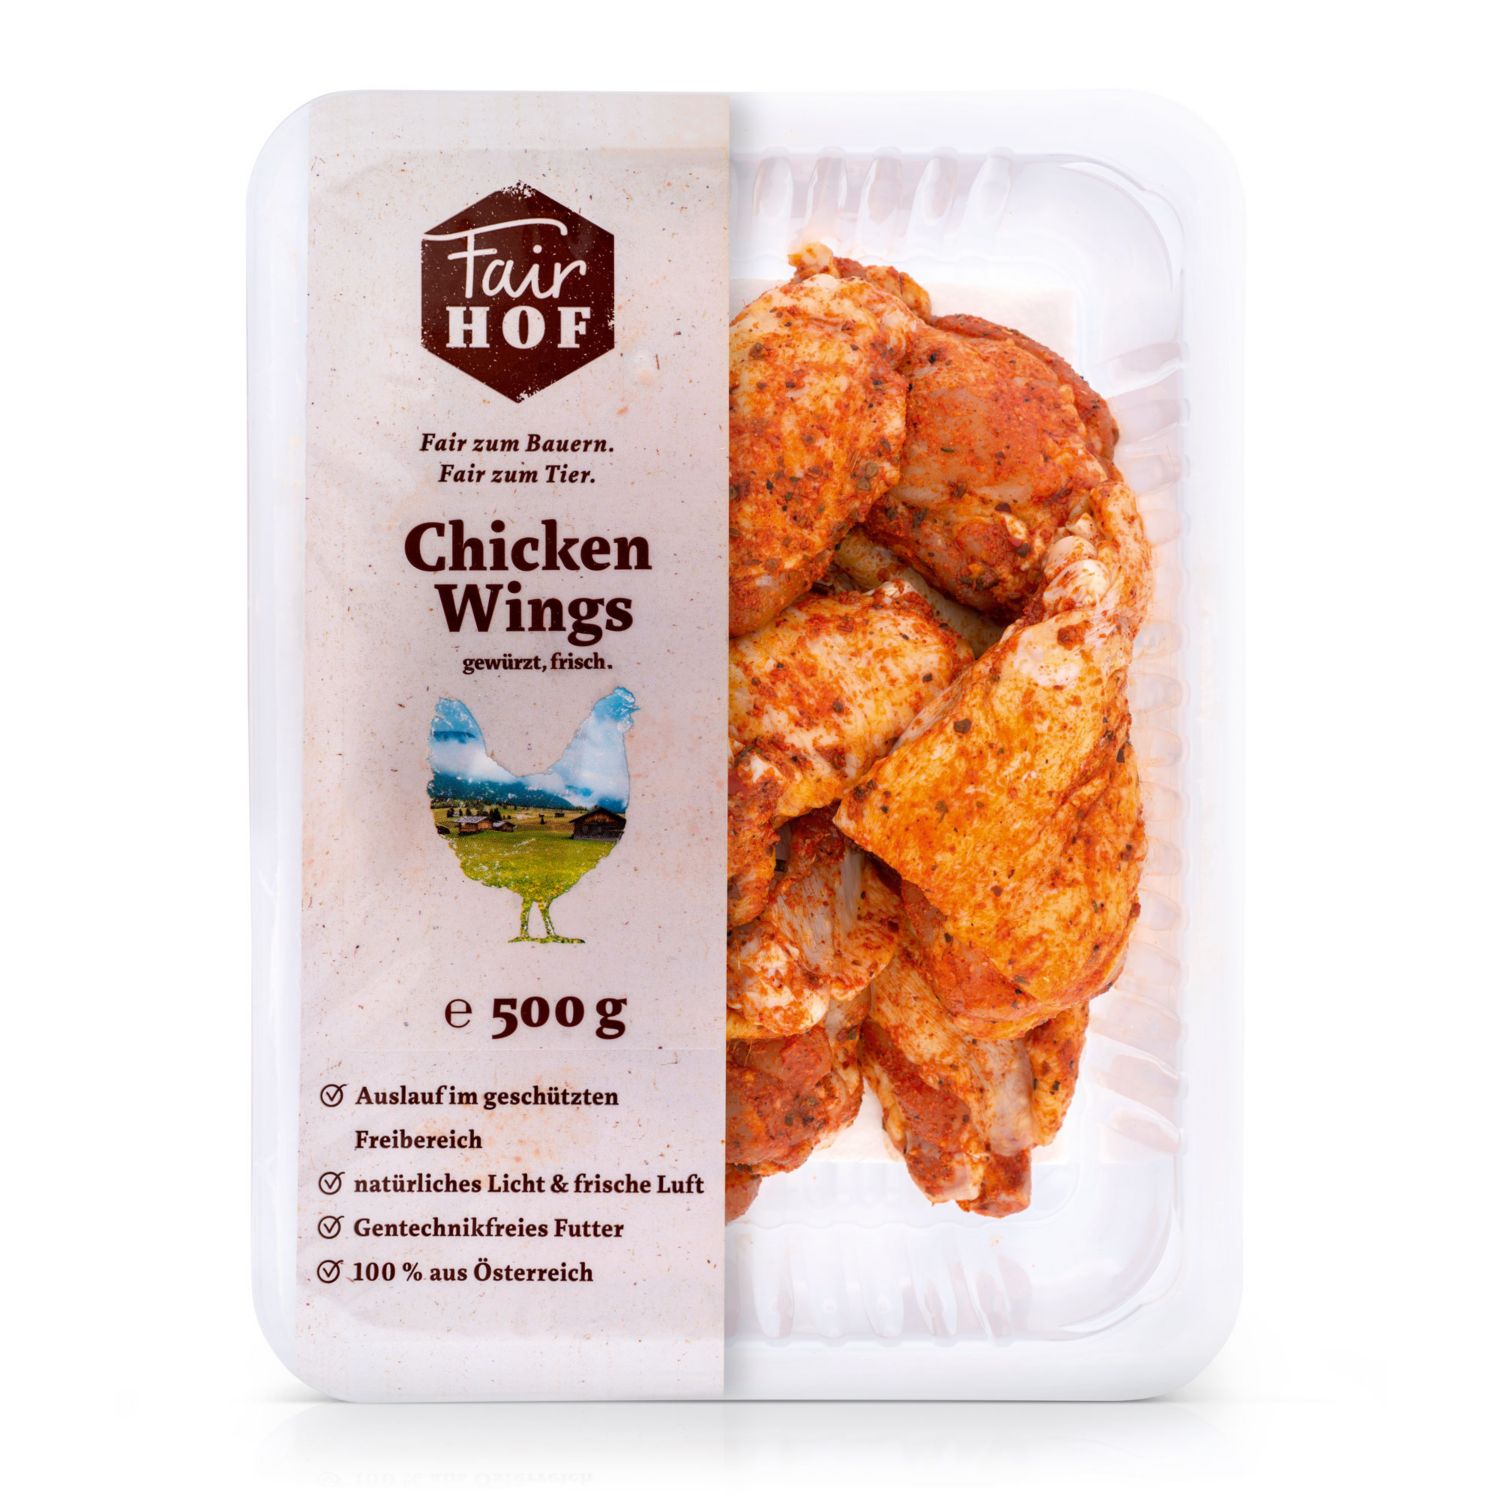 Fair
HOF
Fair zum Bauern.
Fair zum Tier.
Chicken
Wings
gewürzt, frisch.
℮ 500 g
Auslauf im geschützten
Freibereich
natürliches Licht & frische Luft
Gentechnikfreies Futter
100 % aus Österreich